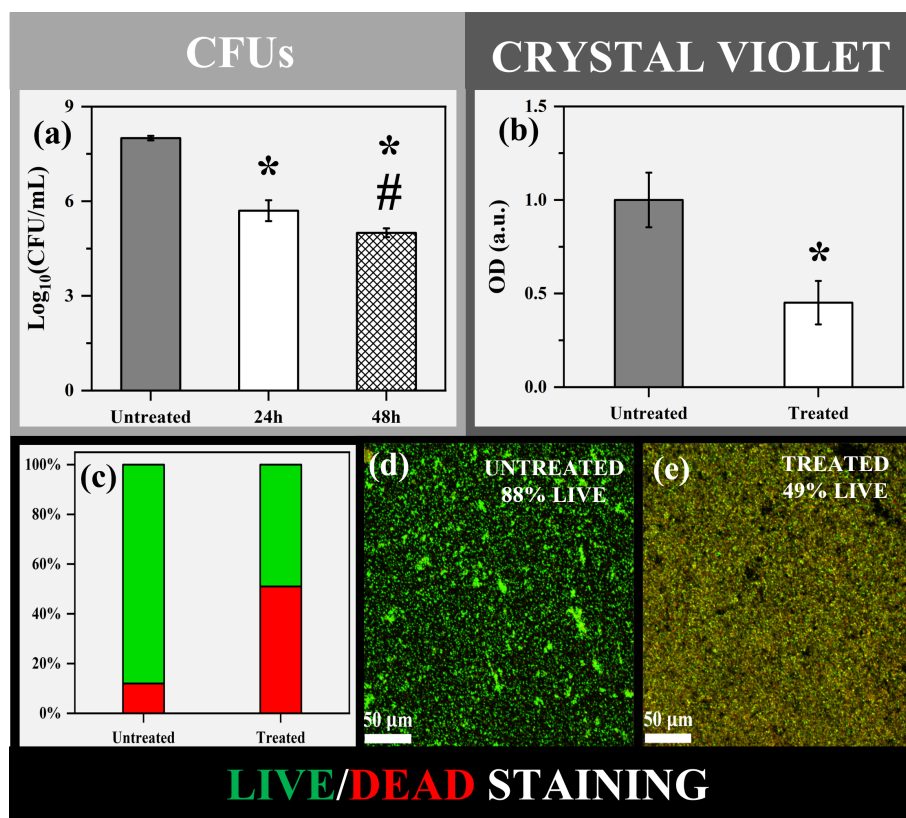 CFUs
CRYSTAL VIOLET
(a)
9
6
3
0
Log₁₀(CFU/mL)
*
*
#
Untreated 24h 48h
(b)
1.5
1.0
0.5
0.0
OD (a.u.)
*
Untreated Treated
(c)
100%
80%
60%
40%
20%
0%
Untreated Treated
(d)
UNTREATED
88% LIVE
50 µm
(e)
TREATED
49% LIVE
50 µm
LIVE/DEAD STAINING